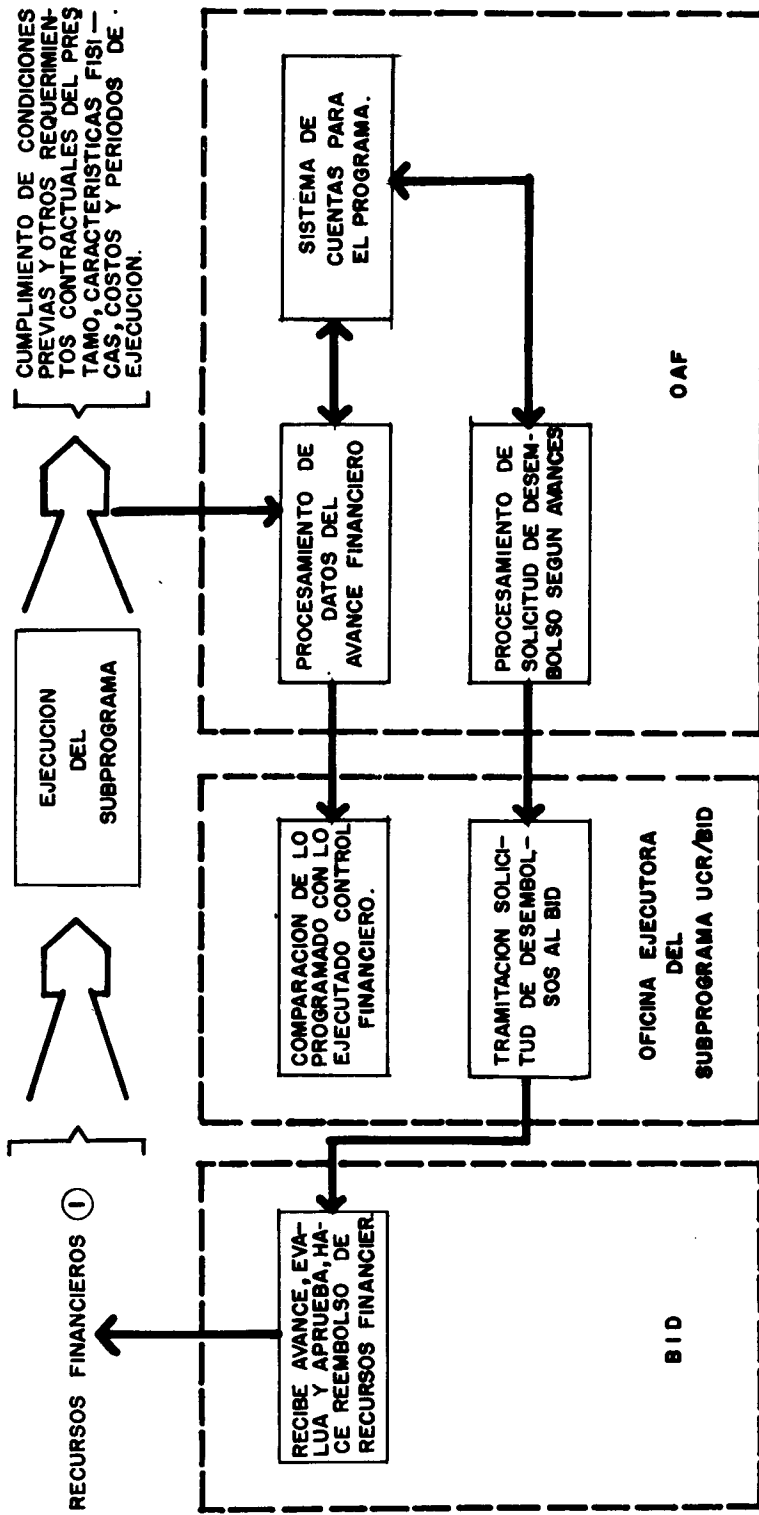 RECURSOS FINANCIEROS 1
EJECUCION
DEL
SUBPROGRAMA
CUMPLIMIENTO DE CONDICIONES
PREVIAS Y OTROS REQUERIMIEN-
TOS CONTRACTUALES DEL PRES
TAMO, CARACTERISTICAS FISI-
CAS, COSTOS Y PERIODOS DE
EJECUCION.
RECIBE AVANCE, EVA-
LUA Y APRUEBA, HA-
CE REEMBOLSO DE
RECURSOS FINANCIER.
BID
COMPARACION DE LO
PROGRAMADO CON LO
EJECUTADO CONTROL
FINANCIERO.
TRAMITACION SOLICI-
TUD DE DESEMBOL,-
SOS AL BID
OFICINA EJECUTORA
DEL
SUBPROGRAMA UCR/BID
PROCESAMIENTO DE
DATOS DEL
AVANCE FINANCIERO
SISTEMA DE
CUENTAS PARA
EL PROGRAMA.
PROCESAMIENTO DE
SOLICITUD DE DESEM-
BOLSO SEGUN AVANCES
OAF